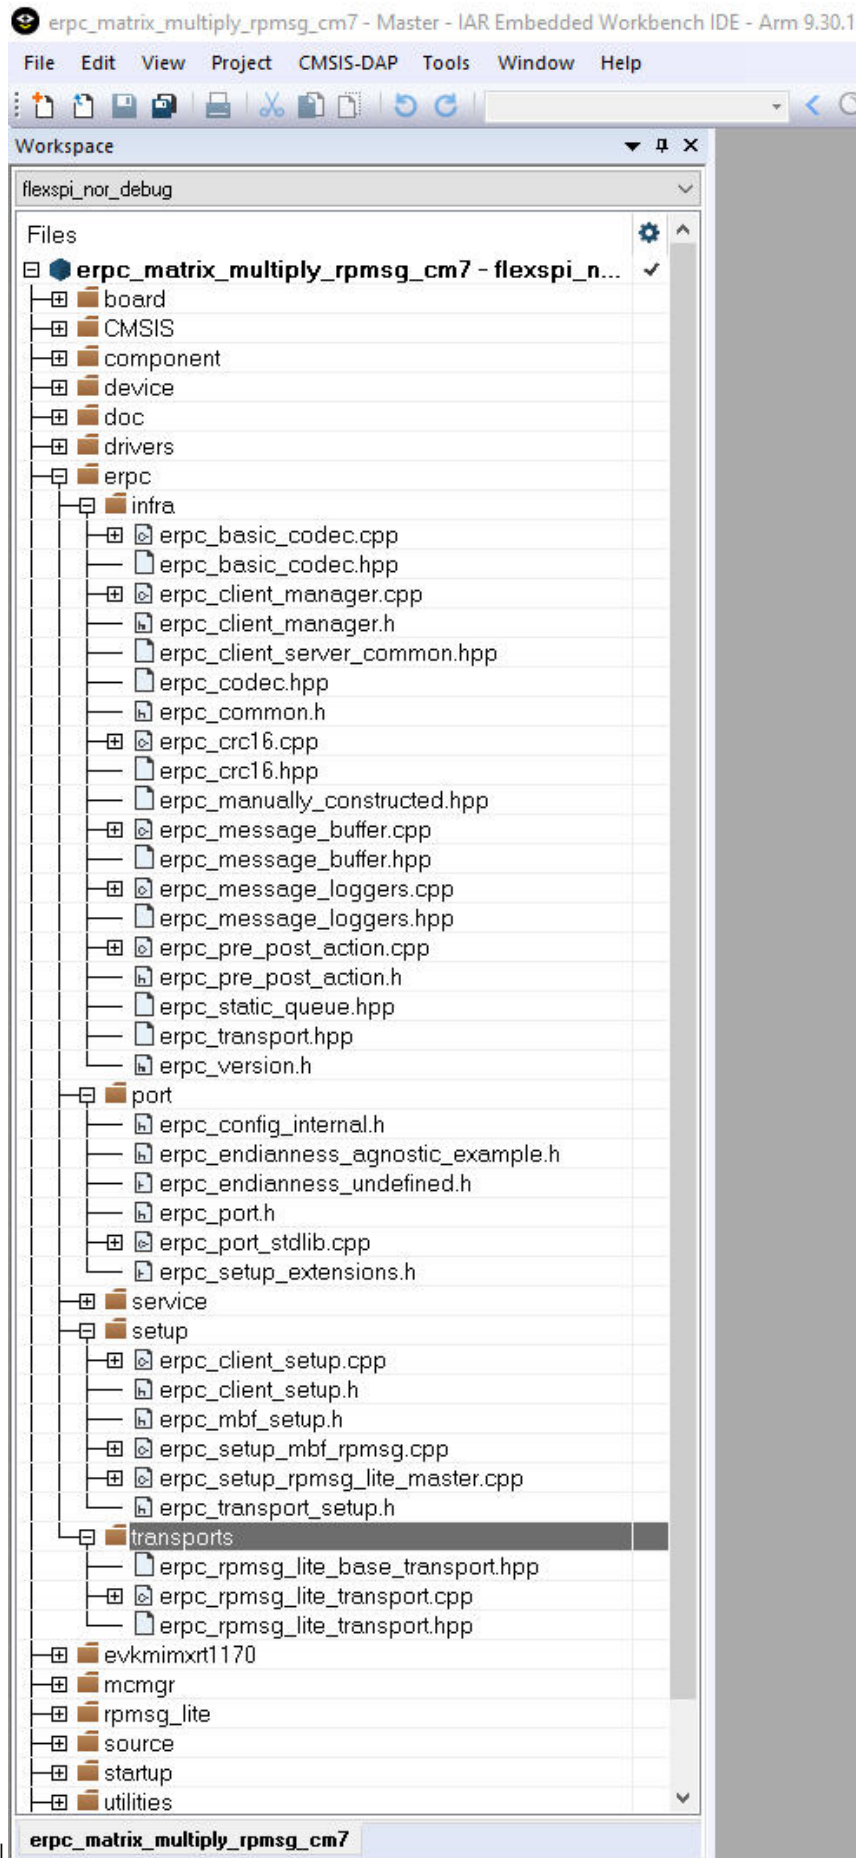 erpc_matrix_multiply_rpmsg_cm7 - Master - IAR Embedded Workbench IDE - Arm 9.30.1
File Edit View Project CMSIS-DAP Tools Window Help
Workspace
flexspi_nor_debug
Files
erpc_matrix_multiply_rpmsg_cm7 - flexspi_n...
board
CMSIS
component
device
doc
drivers
erpc
infra
erpc_basic_codec.cpp
erpc_basic_codec.hpp
erpc_client_manager.cpp
erpc_client_manager.h
erpc_client_server_common.hpp
erpc_codec.hpp
erpc_common.h
erpc_crc16.cpp
erpc_crc16.hpp
erpc_manually_constructed.hpp
erpc_message_buffer.cpp
erpc_message_buffer.hpp
erpc_message_loggers.cpp
erpc_message_loggers.hpp
erpc_pre_post_action.cpp
erpc_pre_post_action.h
erpc_static_queue.hpp
erpc_transport.hpp
erpc_version.h
port
erpc_config_internal.h
erpc_endianness_agnostic_example.h
erpc_endianness_undefined.h
erpc_port.h
erpc_port_stdlib.cpp
erpc_setup_extensions.h
service
setup
erpc_client_setup.cpp
erpc_client_setup.h
erpc_mbf_setup.h
erpc_setup_mbf_rpmsg.cpp
erpc_setup_rpmsg_lite_master.cpp
erpc_transport_setup.h
transports
erpc_rpmsg_lite_base_transport.hpp
erpc_rpmsg_lite_transport.cpp
erpc_rpmsg_lite_transport.hpp
evkmimxrt1170
mcmgr
rpmsg_lite
source
startup
utilities
erpc_matrix_multiply_rpmsg_cm7